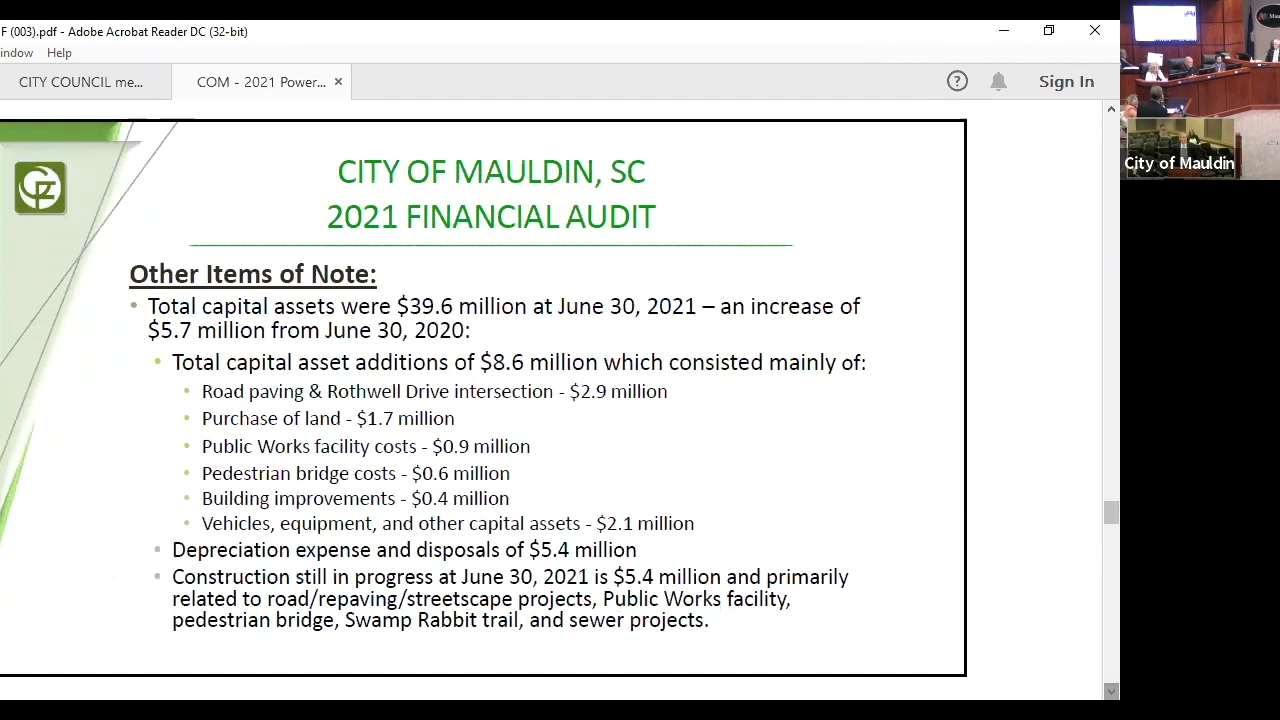 F (003).pdf - Adobe Acrobat Reader DC (32-bit)
indow Help
CITY COUNCIL me...
COM - 2021 Power...
Sign In
CITY OF MAULDIN, SC
2021 FINANCIAL AUDIT
Other Items of Note:
Total capital assets were $39.6 million at June 30, 2021 – an increase of
$5.7 million from June 30, 2020:
Total capital asset additions of $8.6 million which consisted mainly of:
Road paving & Rothwell Drive intersection - $2.9 million
Purchase of land - $1.7 million
Public Works facility costs - $0.9 million
Pedestrian bridge costs - $0.6 million
Building improvements - $0.4 million
Vehicles, equipment, and other capital assets - $2.1 million
Depreciation expense and disposals of $5.4 million
Construction still in progress at June 30, 2021 is $5.4 million and primarily
related to road/repaving/streetscape projects, Public Works facility,
pedestrian bridge, Swamp Rabbit trail, and sewer projects.
City of Mauldin